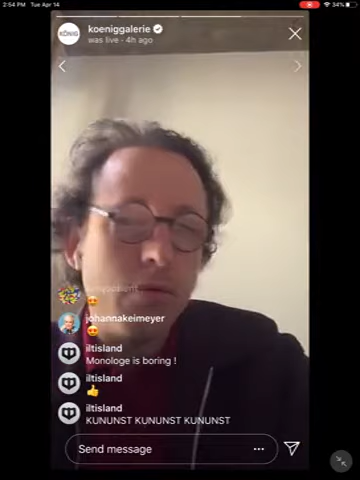 2:54 PM Tue Apr 14
34%
KÖNIG
koeniggalerie
was live · 4h ago
johannakeimeyer
iltisland
Monologe is boring !
iltisland
iltisland
KUNUNST KUNUNST KUNUNST
Send message